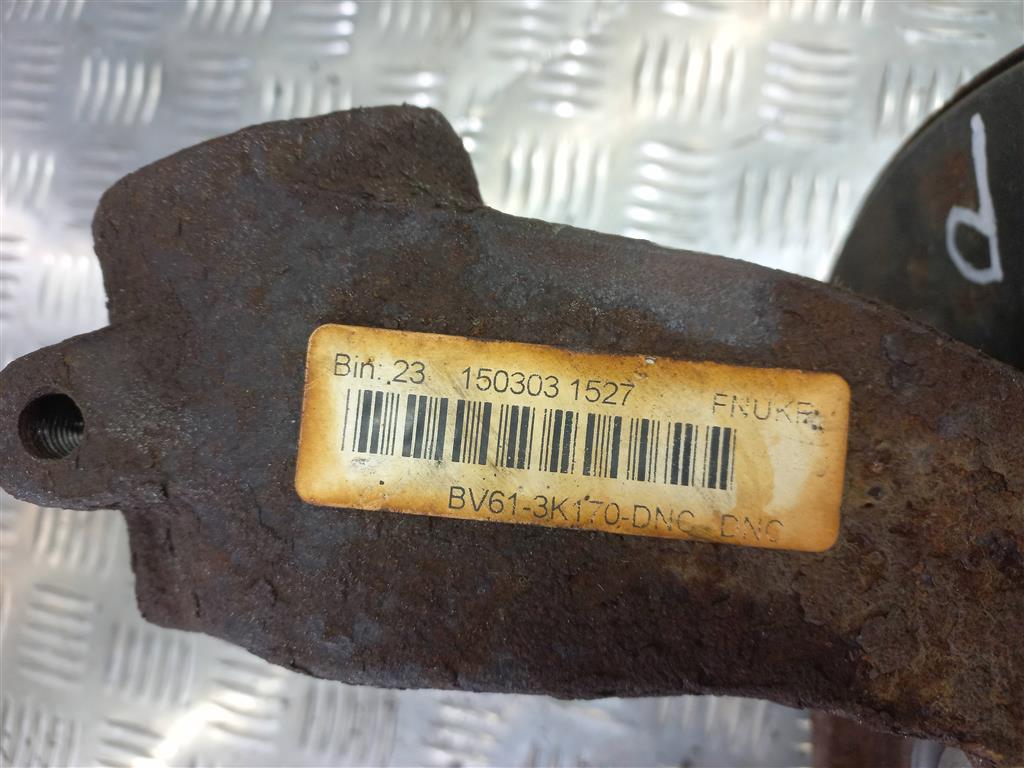 Bin: 23 150303 1527 FNUKR
BV61-3K170-DNC DNC
d